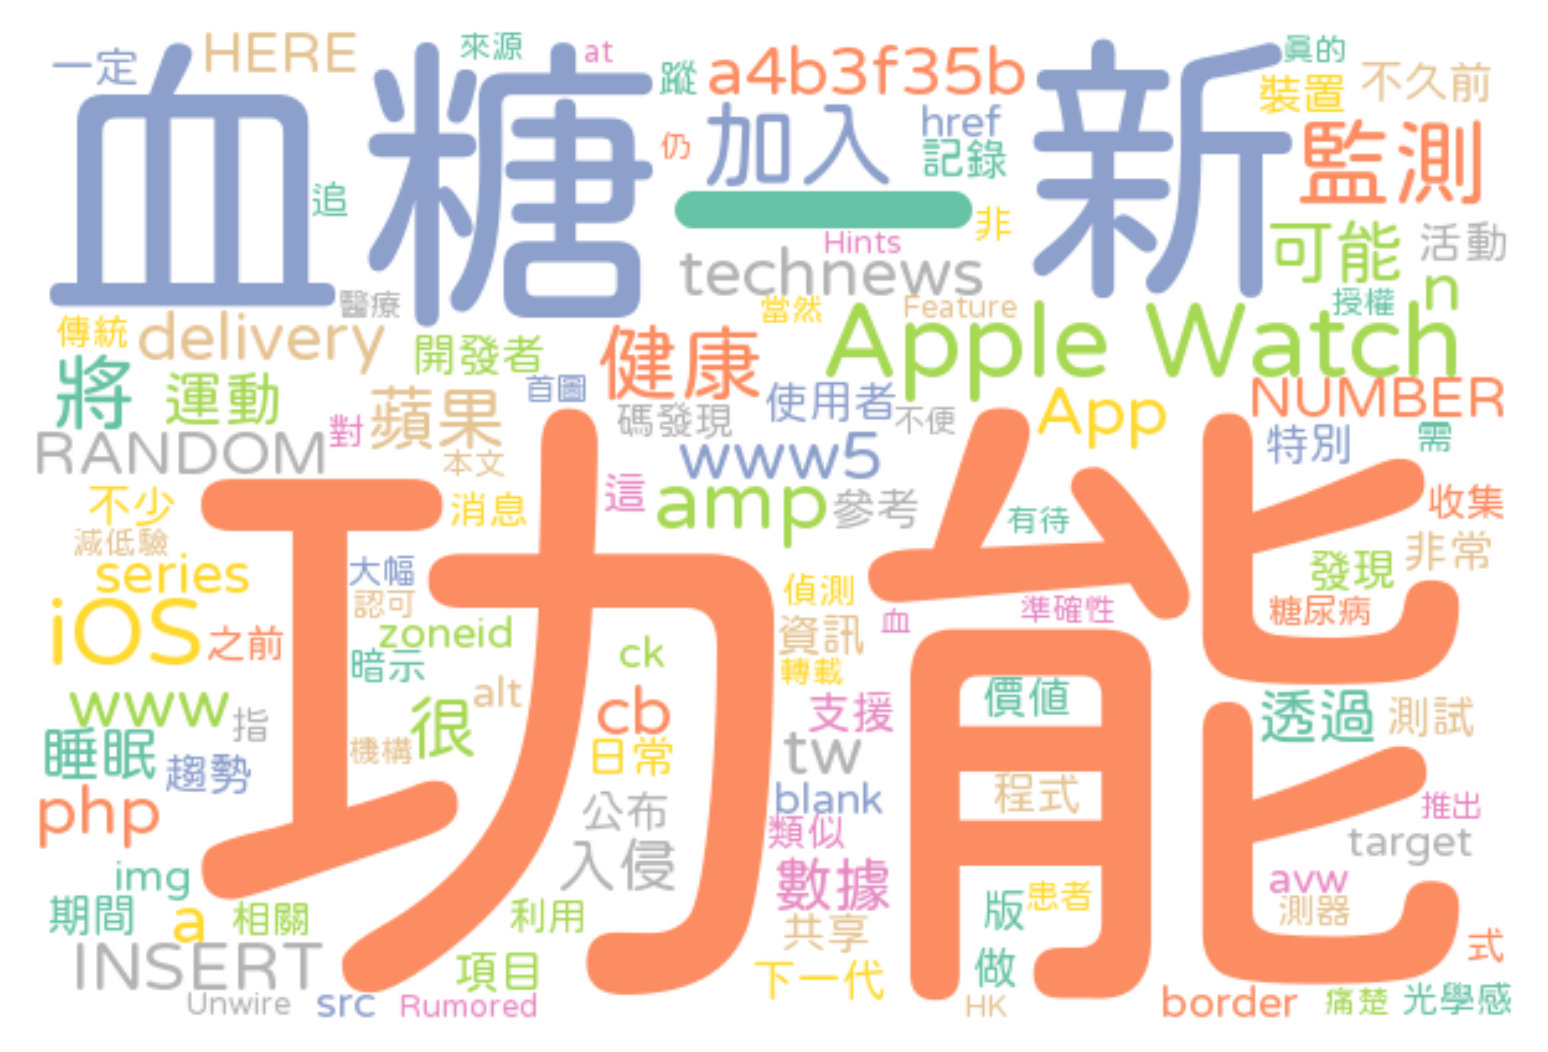 一定
HERE
來源
at
蹤
a4b3f35b
真的
裝置
不久前
血糖
仍
加入
href
記錄
新
監測
追
一
非
Hints
technews
可能
活動
醫療
當然
Feature
授權
n
傳統
delivery
開發者
健康
Apple Watch
將
運動
蘋果
首圖
碼發現
使用者
不便
App
NUMBER
RANDOM
對
本文
www5
特別
需
不少
消息
這
amp
參考
有待
收集
減低驗
series
大幅
認可
偵測
發現
非常
iOS
之前
zoneid
暗示
ck
資訊
血
準確性
糖尿病
功能
轉載
www
指
很
alt
cb
支援
價值
透過
測試
睡眠
趨勢
機構
日常
tw
程式
php
公布
blank
類似
推出
target
img
入侵
數據
avw
期間
a
相關
利用
共享
版
患者
測器
INSERT
項目
下一代
做
式
Unwire
src
Rumored
HK
border
痛楚
光學感